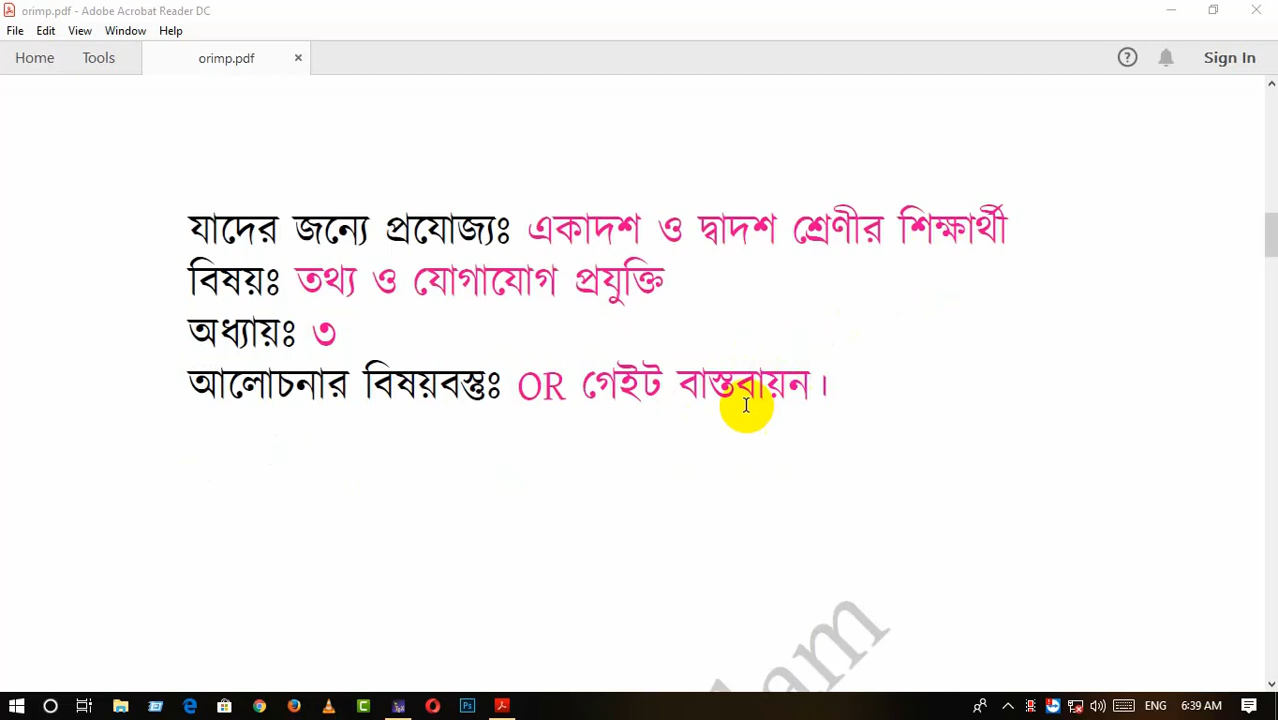 orimp.pdf - Adobe Acrobat Reader DC
File Edit View Window Help
Home Tools orimp.pdf × ? Sign In
যাদের জন্যে প্রযোজ্যঃ একাদশ ও দ্বাদশ শ্রেণীর শিক্ষার্থী
বিষয়ঃ তথ্য ও যোগাযোগ প্রযুক্তি
অধ্যায়ঃ ৩
আলোচনার বিষয়বস্তুঃ OR গেইট বাস্তবায়ন।
lam
Ps ENG 6:39 AM